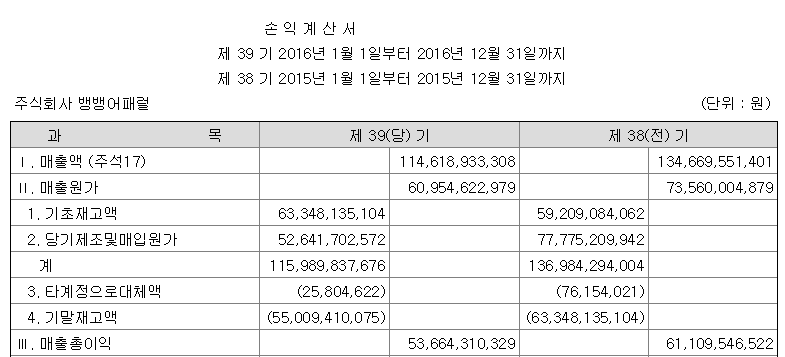 손 익 계 산 서
제 39 기 2016년 1월 1일부터 2016년 12월 31일까지
제 38 기 2015년 1월 1일부터 2015년 12월 31일까지
주식회사 뱅뱅어패럴 (단위 : 원)
과 목 제 39(당) 기 제 38(전) 기
Ⅰ. 매출액 (주석17) 114,618,933,308 134,669,551,401
Ⅱ. 매출원가 60,954,622,979 73,560,004,879
1. 기초재고액 63,348,135,104 59,209,084,062
2. 당기제조및매입원가 52,641,702,572 77,775,209,942
계 115,989,837,676 136,984,294,004
3. 타계정으로대체액 (25,804,622) (76,154,021)
4. 기말재고액 (55,009,410,075) (63,348,135,104)
Ⅲ. 매출총이익 53,664,310,329 61,109,546,522